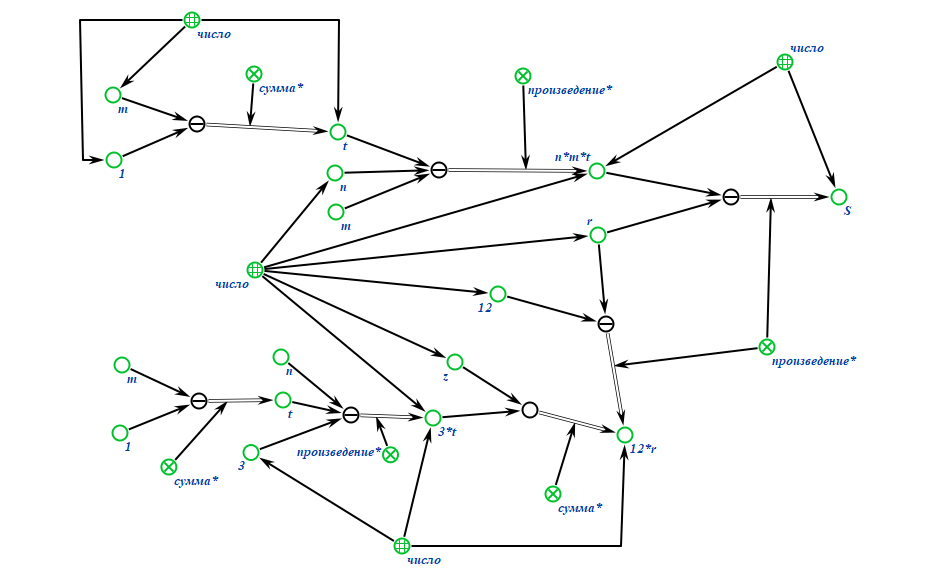 число
число
сумма*
произведение*
m
t
n*m*t
1
n
S
r
m
число
12
произведение*
z
n
m
t
3*t
1
12*r
произведение*
3
сумма*
сумма*
число